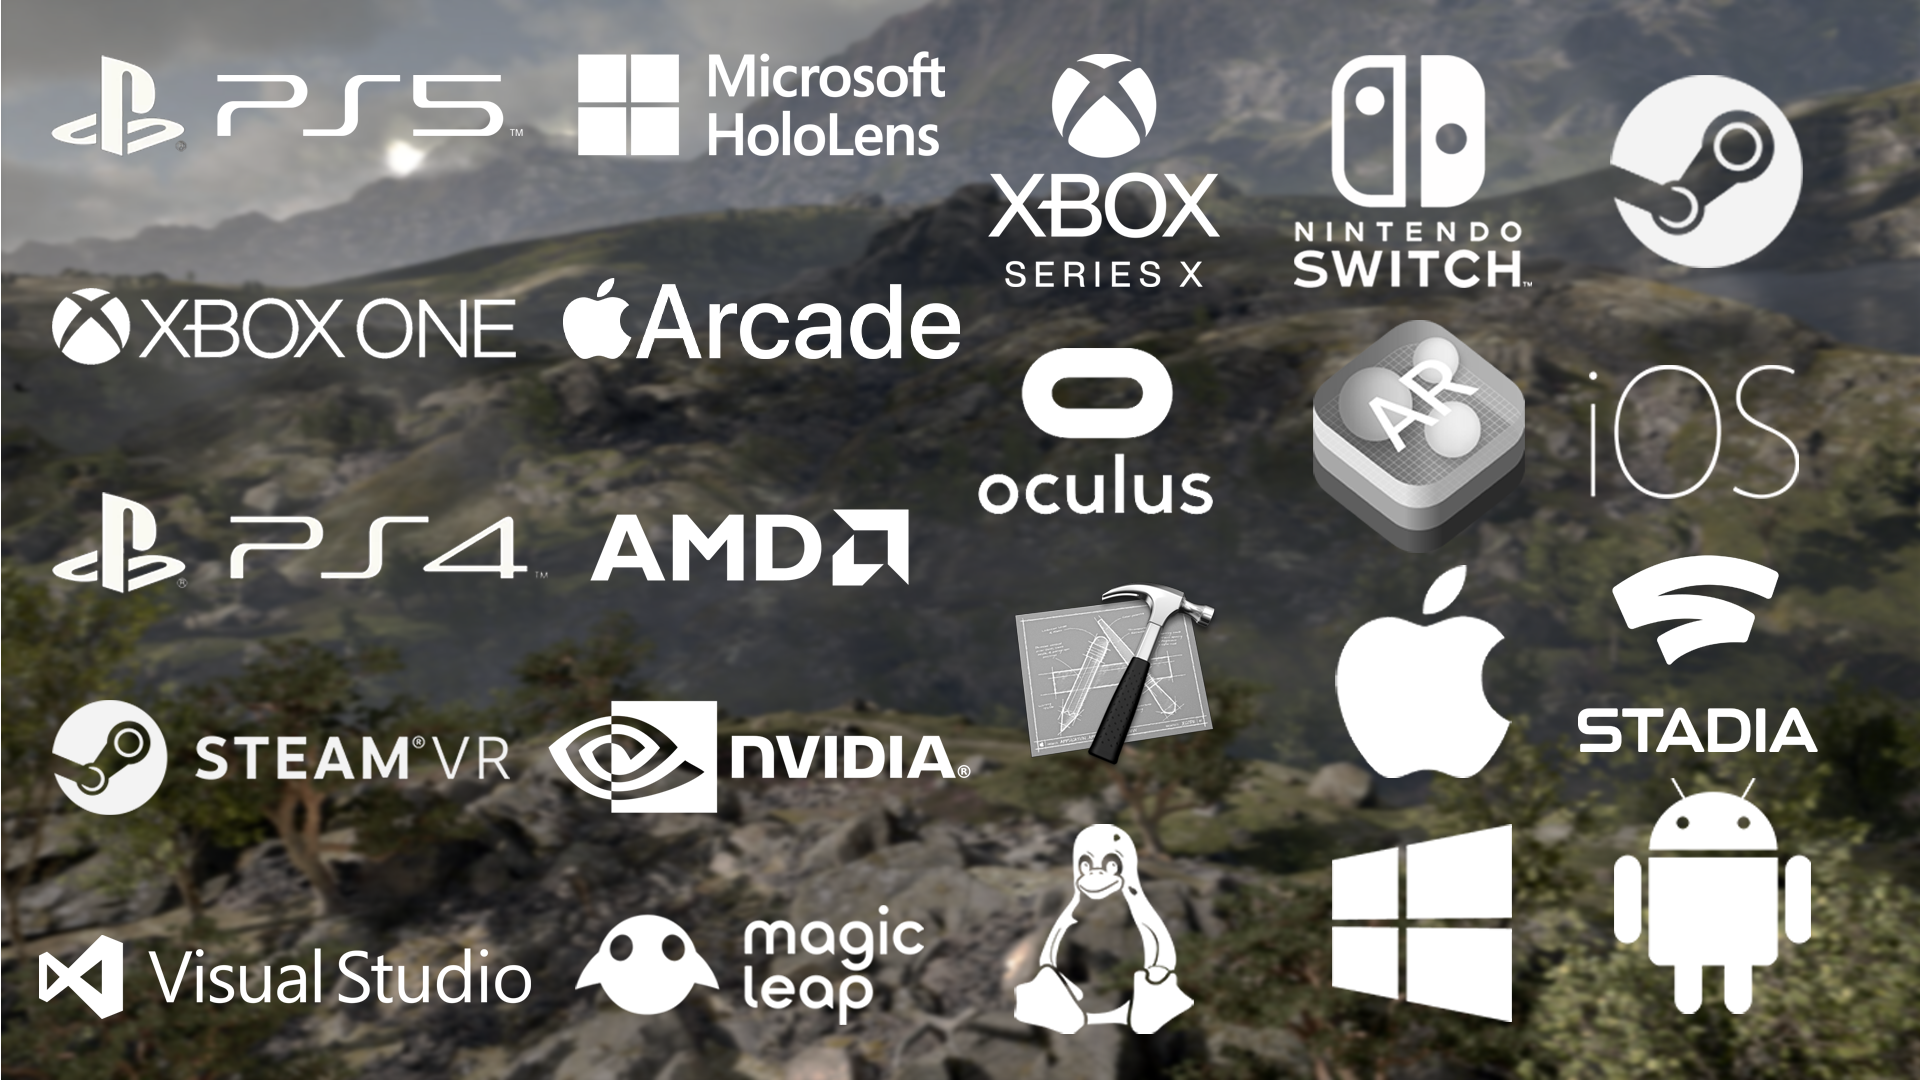 PS5™
Microsoft
HoloLens
XBOX
SERIES X
NINTENDO
SWITCH™
XBOX ONE
Arcade
oculus
AR
iOS
PS4™
AMD
STADIA
STEAM®VR
NVIDIA®
Visual Studio
magic
leap